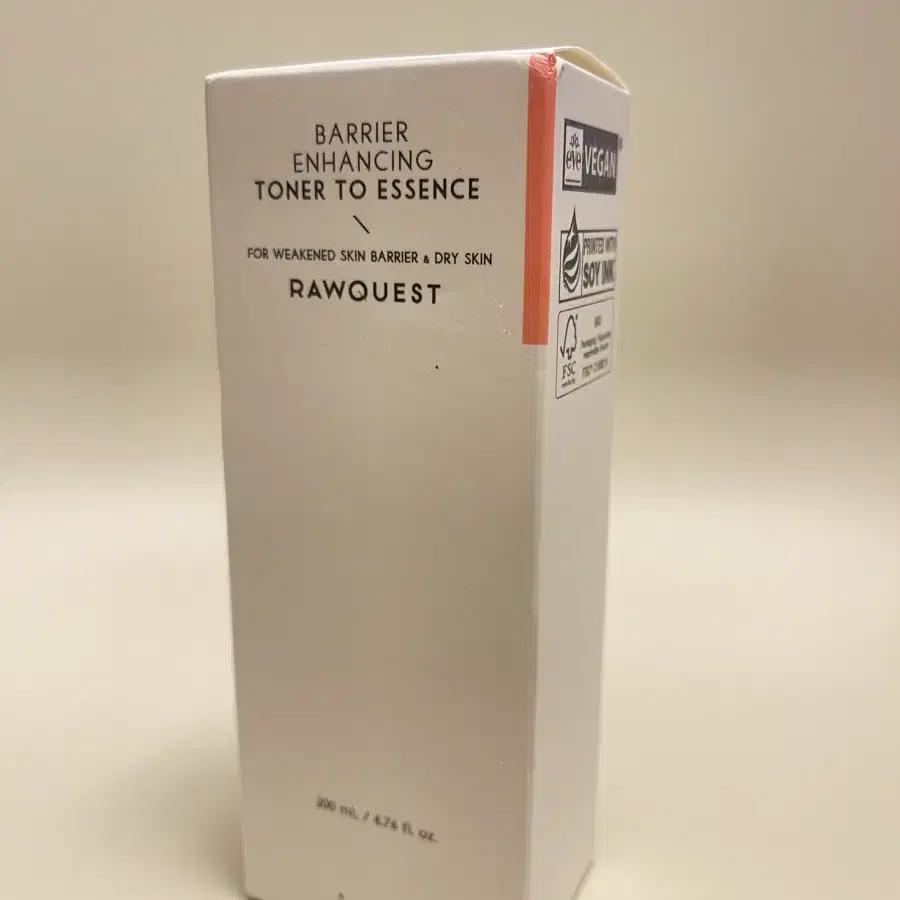 BARRIER
ENHANCING
TONER TO ESSENCE
\
FOR WEAKENED SKIN BARRIER & DRY SKIN
RAWQUEST
200 mL / 6.76 fl. oz.
eve VEGAN
PRINTED WITH
SOY INK
FSC